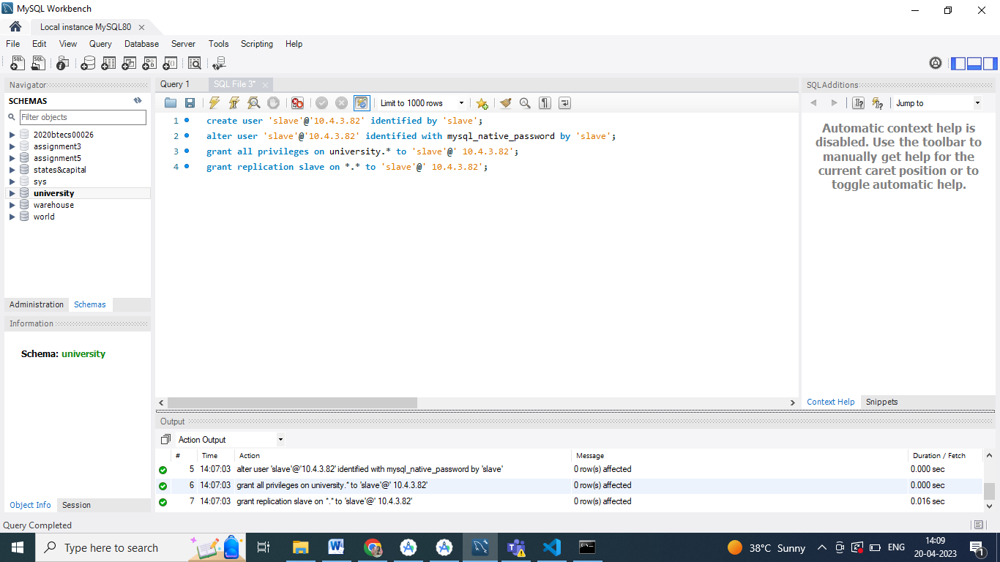 MySQL Workbench
Local instance MySQL80
File Edit View Query Database Server Tools Scripting Help
Navigator
SCHEMAS
Filter objects
2020btecs00026
assignment3
assignment5
states&capital
sys
university
warehouse
world
Administration Schemas
Information
Schema: university
Object Info Session
Query 1 SQL File 3*
Limit to 1000 rows
1 create user 'slave'@'10.4.3.82' identified by 'slave';
2 alter user 'slave'@'10.4.3.82' identified with mysql_native_password by 'slave';
3 grant all privileges on university.* to 'slave'@' 10.4.3.82';
4 grant replication slave on *.* to 'slave'@' 10.4.3.82';
SQLAdditions
Jump to
Automatic context help is
disabled. Use the toolbar to
manually get help for the
current caret position or to
toggle automatic help.
Context Help Snippets
Output
Action Output
# Time Action Message Duration / Fetch
5 14:07:03 alter user 'slave'@'10.4.3.82' identified with mysql_native_password by 'slave' 0 row(s) affected 0.000 sec
6 14:07:03 grant all privileges on university.* to 'slave'@' 10.4.3.82' 0 row(s) affected 0.000 sec
7 14:07:03 grant replication slave on *.* to 'slave'@' 10.4.3.82' 0 row(s) affected 0.016 sec
Query Completed
Type here to search
38°C Sunny
ENG
14:09
20-04-2023
1